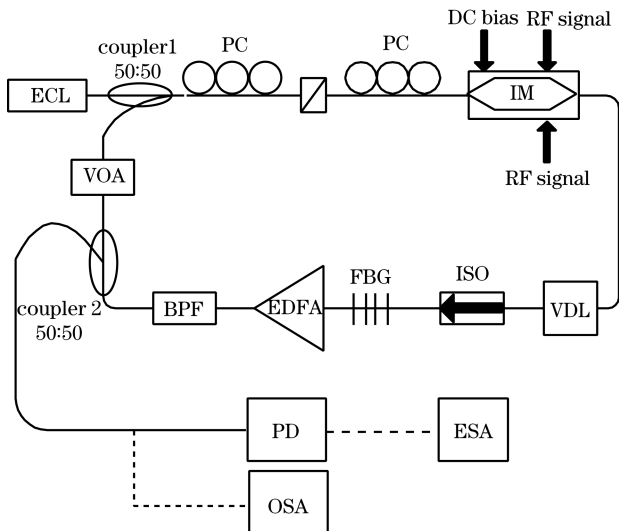 DC bias RF signal
coupler1
50:50
PC
PC
ECL
IM
VOA
RF signal
coupler 2
50:50
BPF
EDFA
FBG
ISO
VDL
PD
ESA
OSA